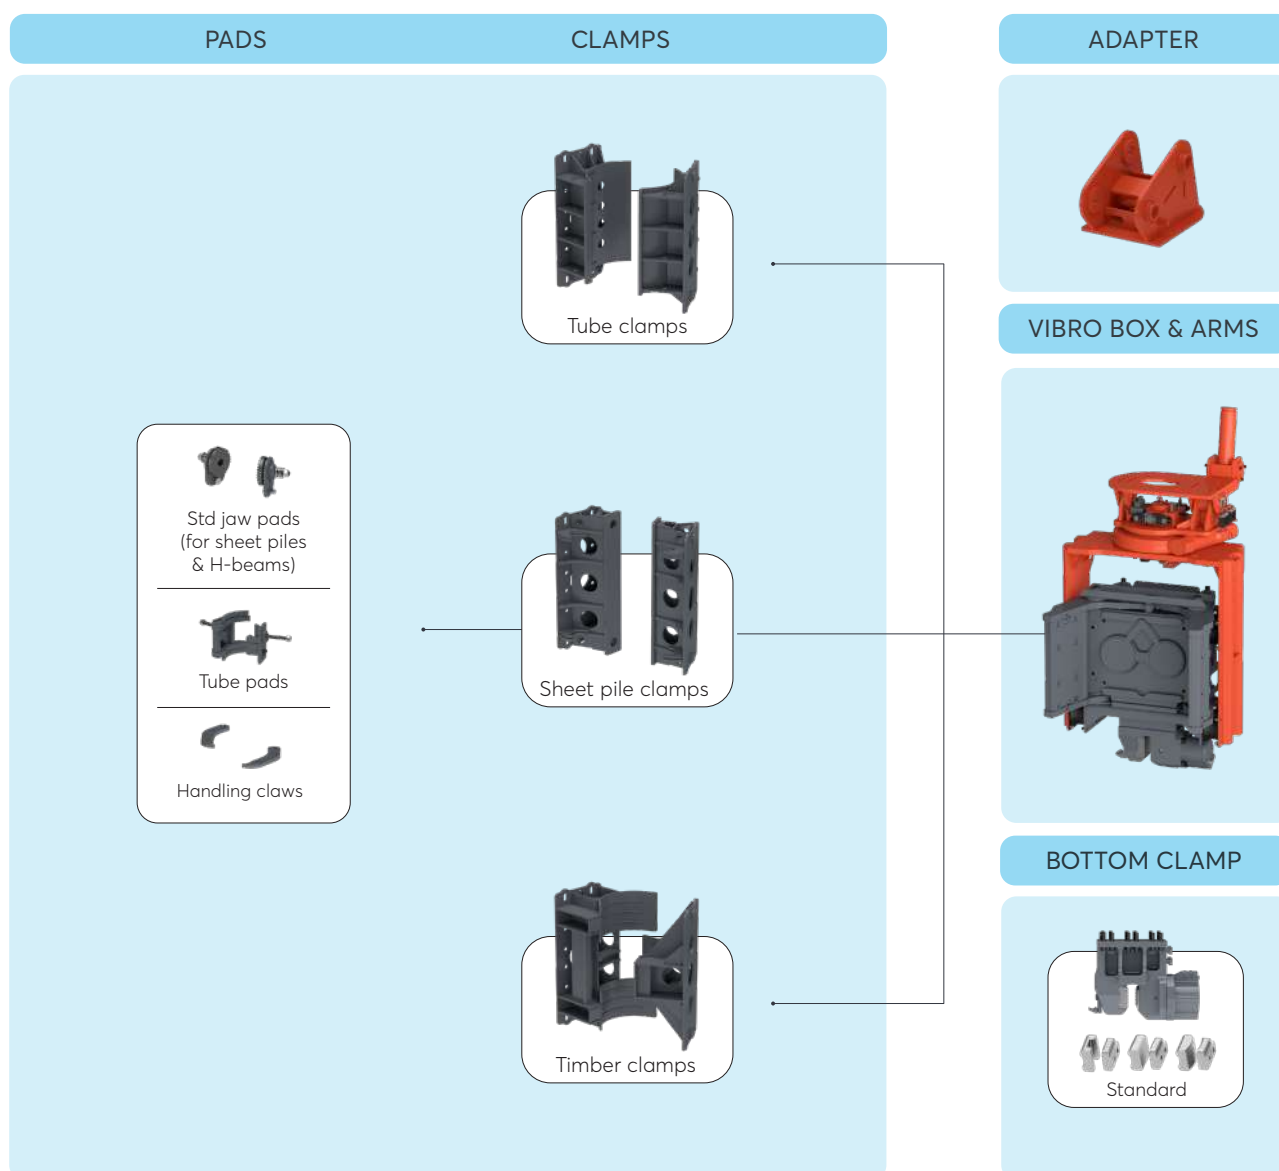 PADS
CLAMPS
ADAPTER
Tube clamps
VIBRO BOX & ARMS
Std jaw pads
(for sheet piles
& H-beams)
Tube pads
Handling claws
Sheet pile clamps
BOTTOM CLAMP
Timber clamps
Standard